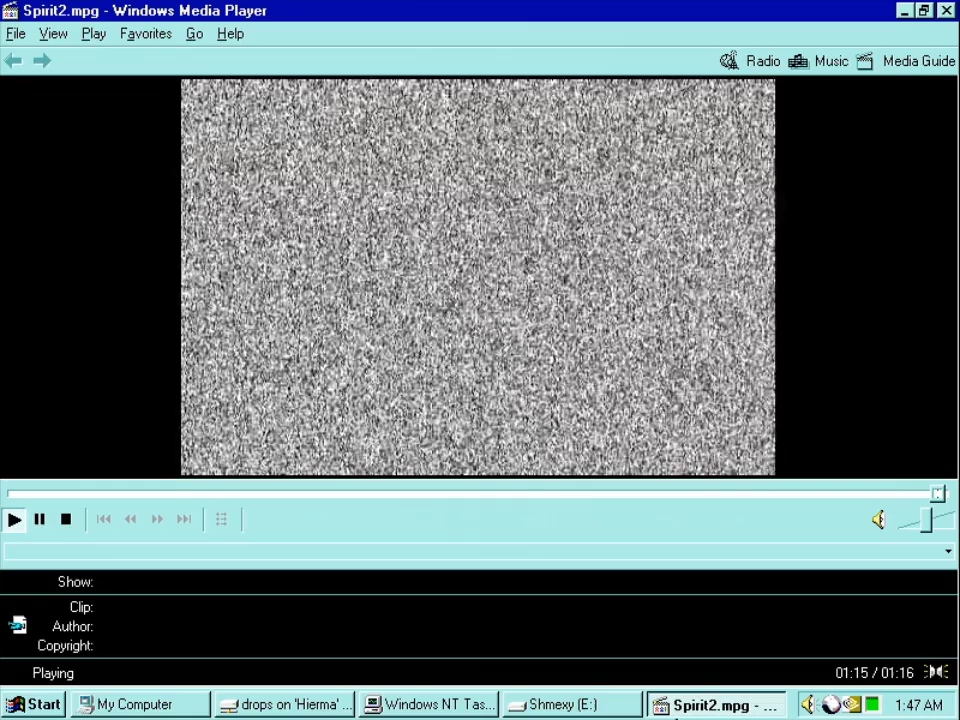 Spirit2.mpg - Windows Media Player
File View Play Favorites Go Help
Radio Music Media Guide
Show:
Clip:
Author:
Copyright:
Playing 01:15 / 01:16
Start My Computer drops on 'Hierma' ... Windows NT Tas... Shmexy (E:) Spirit2.mpg - ... 1:47 AM